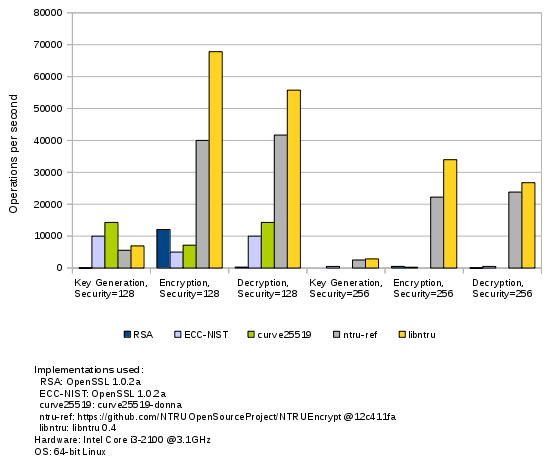 80000
70000
60000
50000
40000
30000
20000
10000
0
Operations per second
Key Generation, Security=128
Encryption, Security=128
Decryption, Security=128
Key Generation, Security=256
Encryption, Security=256
Decryption, Security=256
RSA ECC-NIST curve25519 ntru-ref libntru
Implementations used:
RSA: OpenSSL 1.0.2a
ECC-NIST: OpenSSL 1.0.2a
curve25519: curve25519-donna
ntru-ref: https://github.com/NTRUOpenSourceProject/NTRUEncrypt @12c411fa
libntru: libntru 0.4
Hardware: Intel Core i3-2100 @3.1GHz
OS: 64-bit Linux